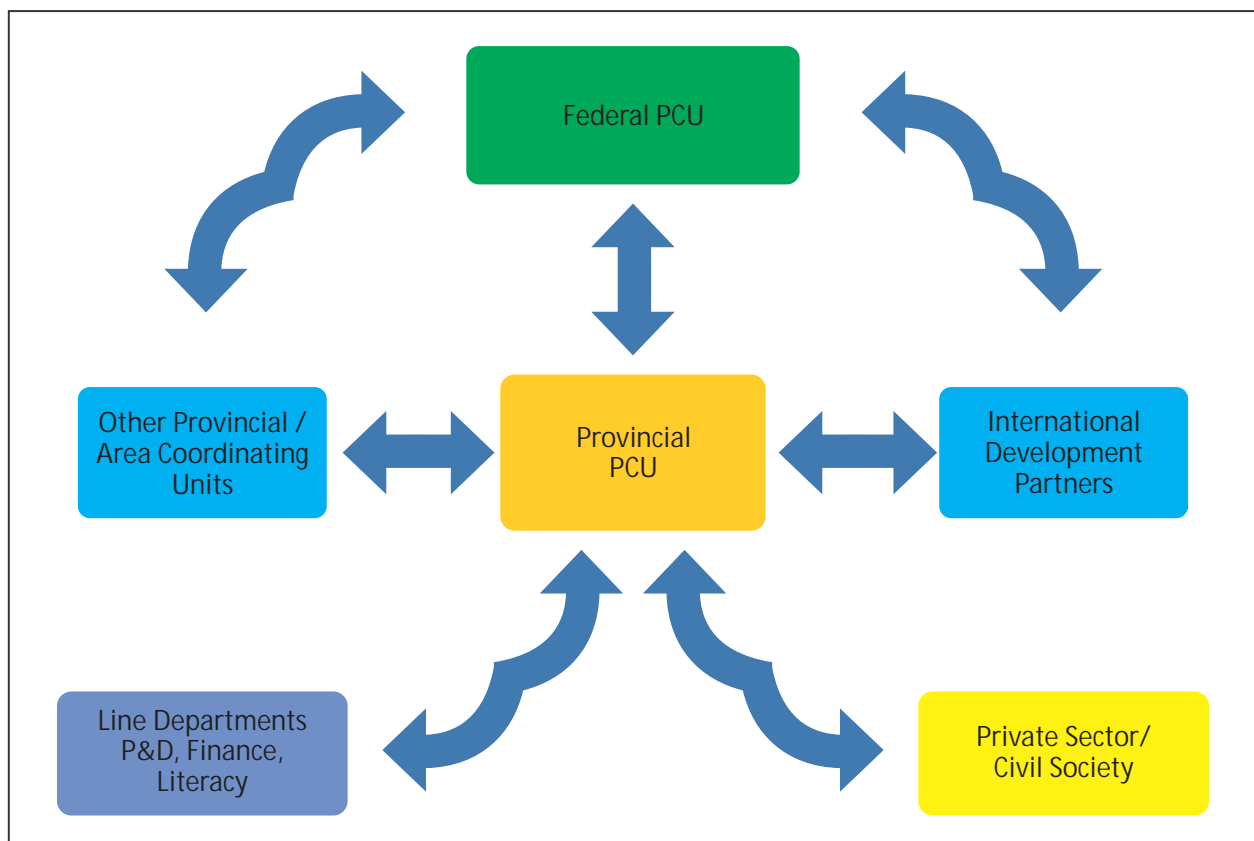 Federal PCU
Other Provincial /
Area Coordinating
Units
Provincial
PCU
International
Development
Partners
Line Departments
P&D, Finance,
Literacy
Private Sector/
Civil Society